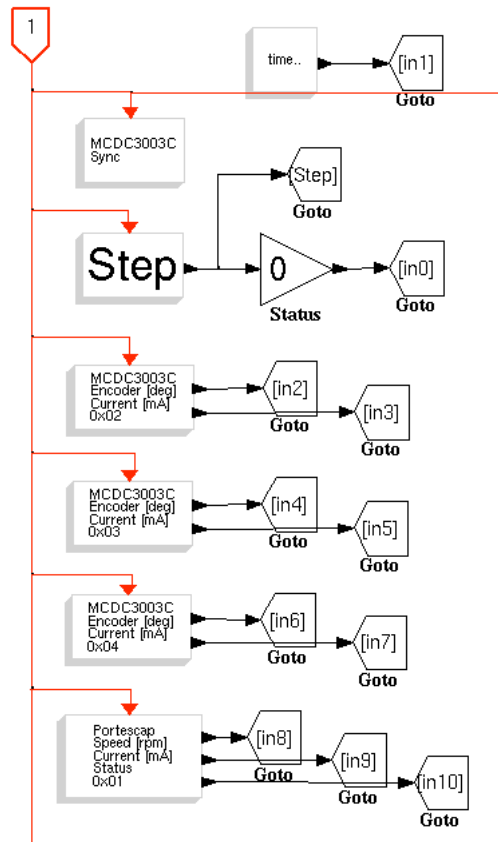 1
time..
[in1]
Goto
MCDC3003C
Sync
[Step]
Goto
Step
0
[in0]
Status
Goto
MCDC3003C
Encoder [deg]
Current [mA]
0x02
[in2]
Goto
[in3]
Goto
MCDC3003C
Encoder [deg]
Current [mA]
0x03
[in4]
Goto
[in5]
Goto
MCDC3003C
Encoder [deg]
Current [mA]
0x04
[in6]
Goto
[in7]
Goto
Portescap
Speed [rpm]
Current [mA]
Status
0x01
[in8]
Goto
[in9]
Goto
[in10]
Goto